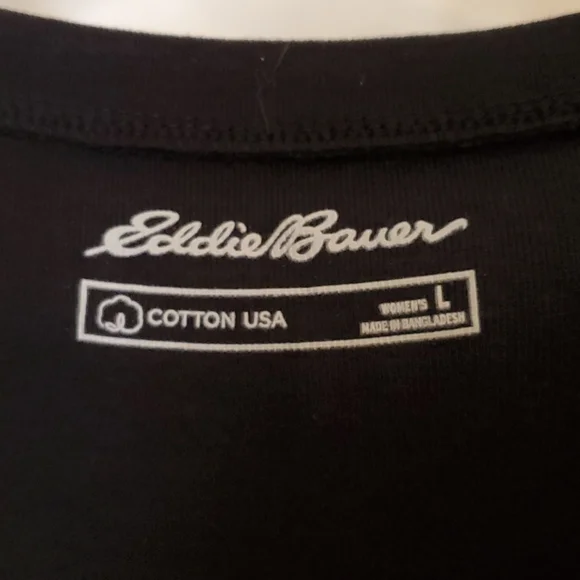 Eddie Bauer
COTTON USA
WOMEN'S L
MADE IN BANGLADESH